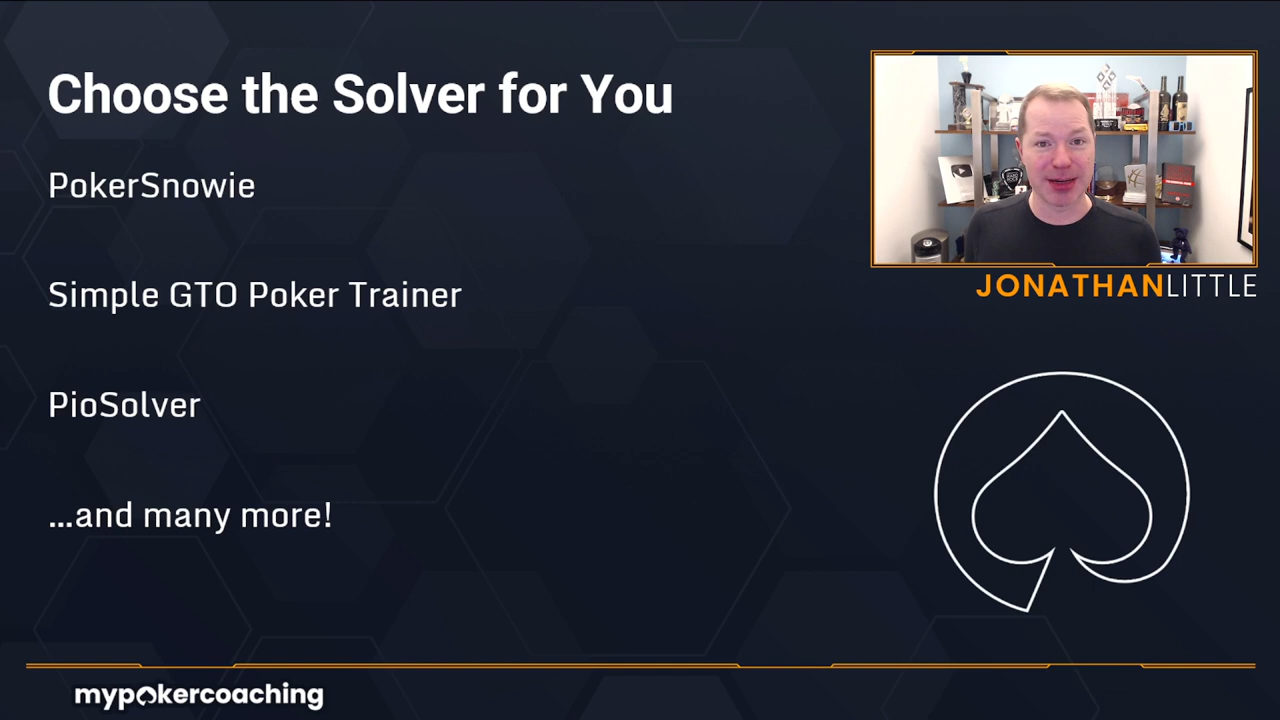 Choose the Solver for You
PokerSnowie
Simple GTO Poker Trainer
PioSolver
...and many more!
JONATHANLITTLE
mypokercoaching